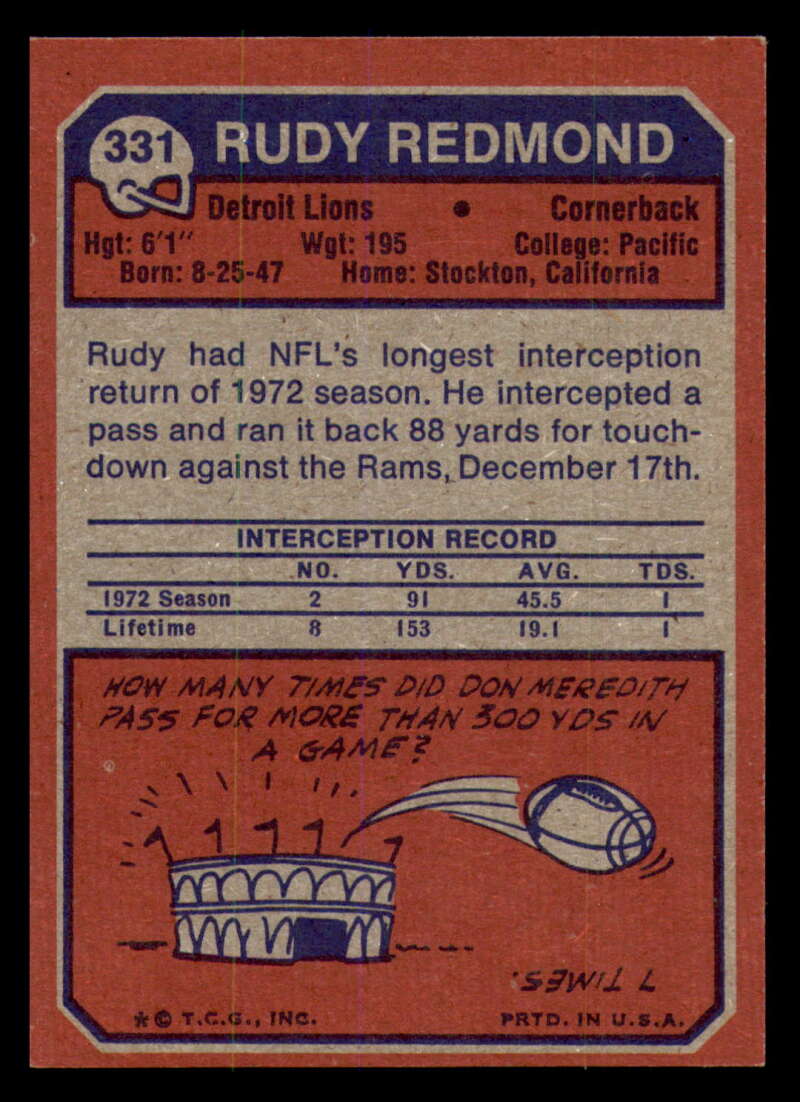 331 RUDY REDMOND
Detroit Lions • Cornerback
Hgt: 6'1" Wgt: 195 College: Pacific
Born: 8-25-47 Home: Stockton, California
Rudy had NFL's longest interception
return of 1972 season. He intercepted a
pass and ran it back 88 yards for touch-
down against the Rams, December 17th.
INTERCEPTION RECORD
NO. YDS. AVG. TDS.
1972 Season 2 91 45.5 1
Lifetime 8 153 19.1 1
HOW MANY TIMES DID DON MEREDITH
PASS FOR MORE THAN 300 YDS IN
A GAME?
7 TIMES.
* © T.C.G., INC. PRTD. IN U.S.A.